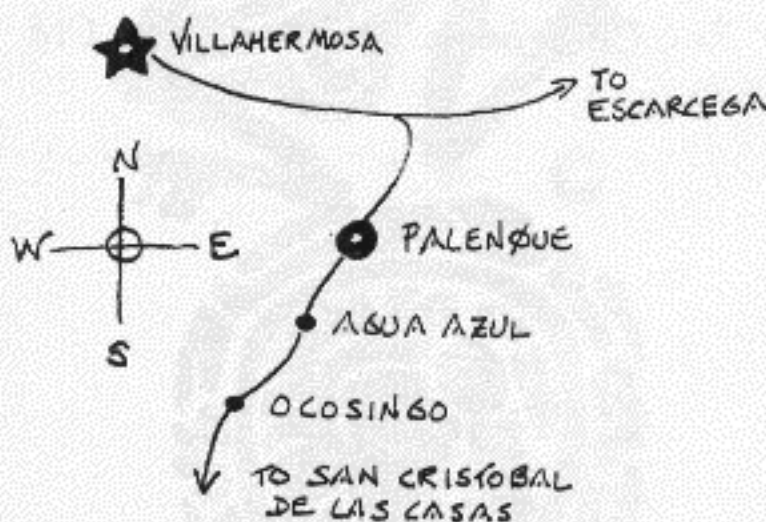 VILLAHERMOSA
TO
ESCARCEGA
N
W E
S
PALENQUE
AGUA AZUL
OCOSINGO
TO SAN CRISTOBAL
DE LAS CASAS